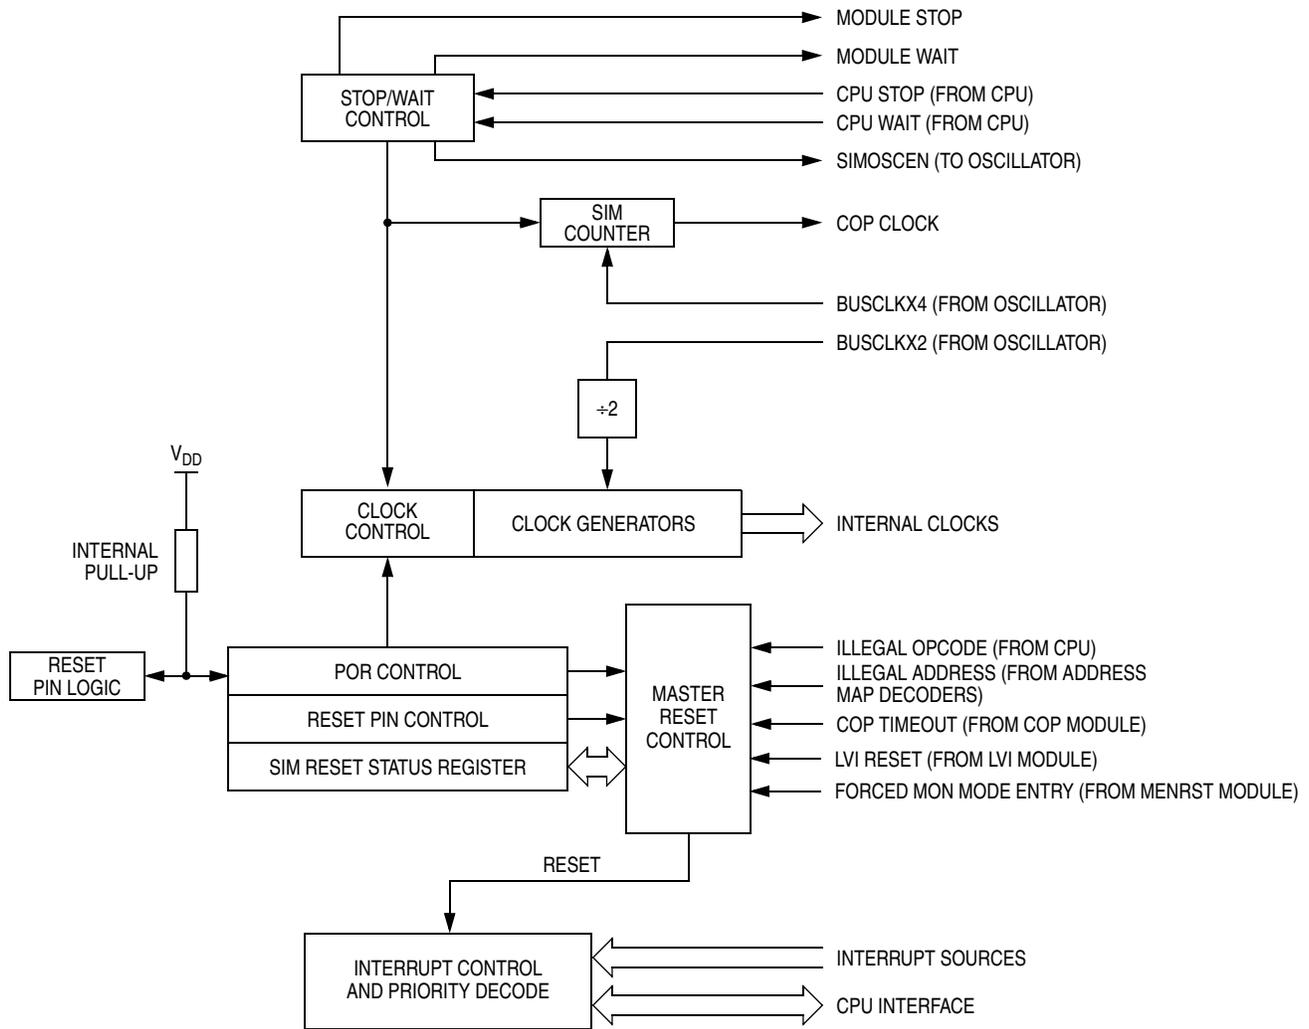 MODULE STOP
MODULE WAIT
STOP/WAIT
CONTROL
CPU STOP (FROM CPU)
CPU WAIT (FROM CPU)
SIMOSCEN (TO OSCILLATOR)
SIM
COUNTER
COP CLOCK
BUSCLKX4 (FROM OSCILLATOR)
BUSCLKX2 (FROM OSCILLATOR)
÷2
VDD
INTERNAL
PULL-UP
CLOCK
CONTROL
CLOCK GENERATORS
INTERNAL CLOCKS
RESET
PIN LOGIC
POR CONTROL
RESET PIN CONTROL
SIM RESET STATUS REGISTER
MASTER
RESET
CONTROL
ILLEGAL OPCODE (FROM CPU)
ILLEGAL ADDRESS (FROM ADDRESS
MAP DECODERS)
COP TIMEOUT (FROM COP MODULE)
LVI RESET (FROM LVI MODULE)
FORCED MON MODE ENTRY (FROM MENRST MODULE)
RESET
INTERRUPT CONTROL
AND PRIORITY DECODE
INTERRUPT SOURCES
CPU INTERFACE